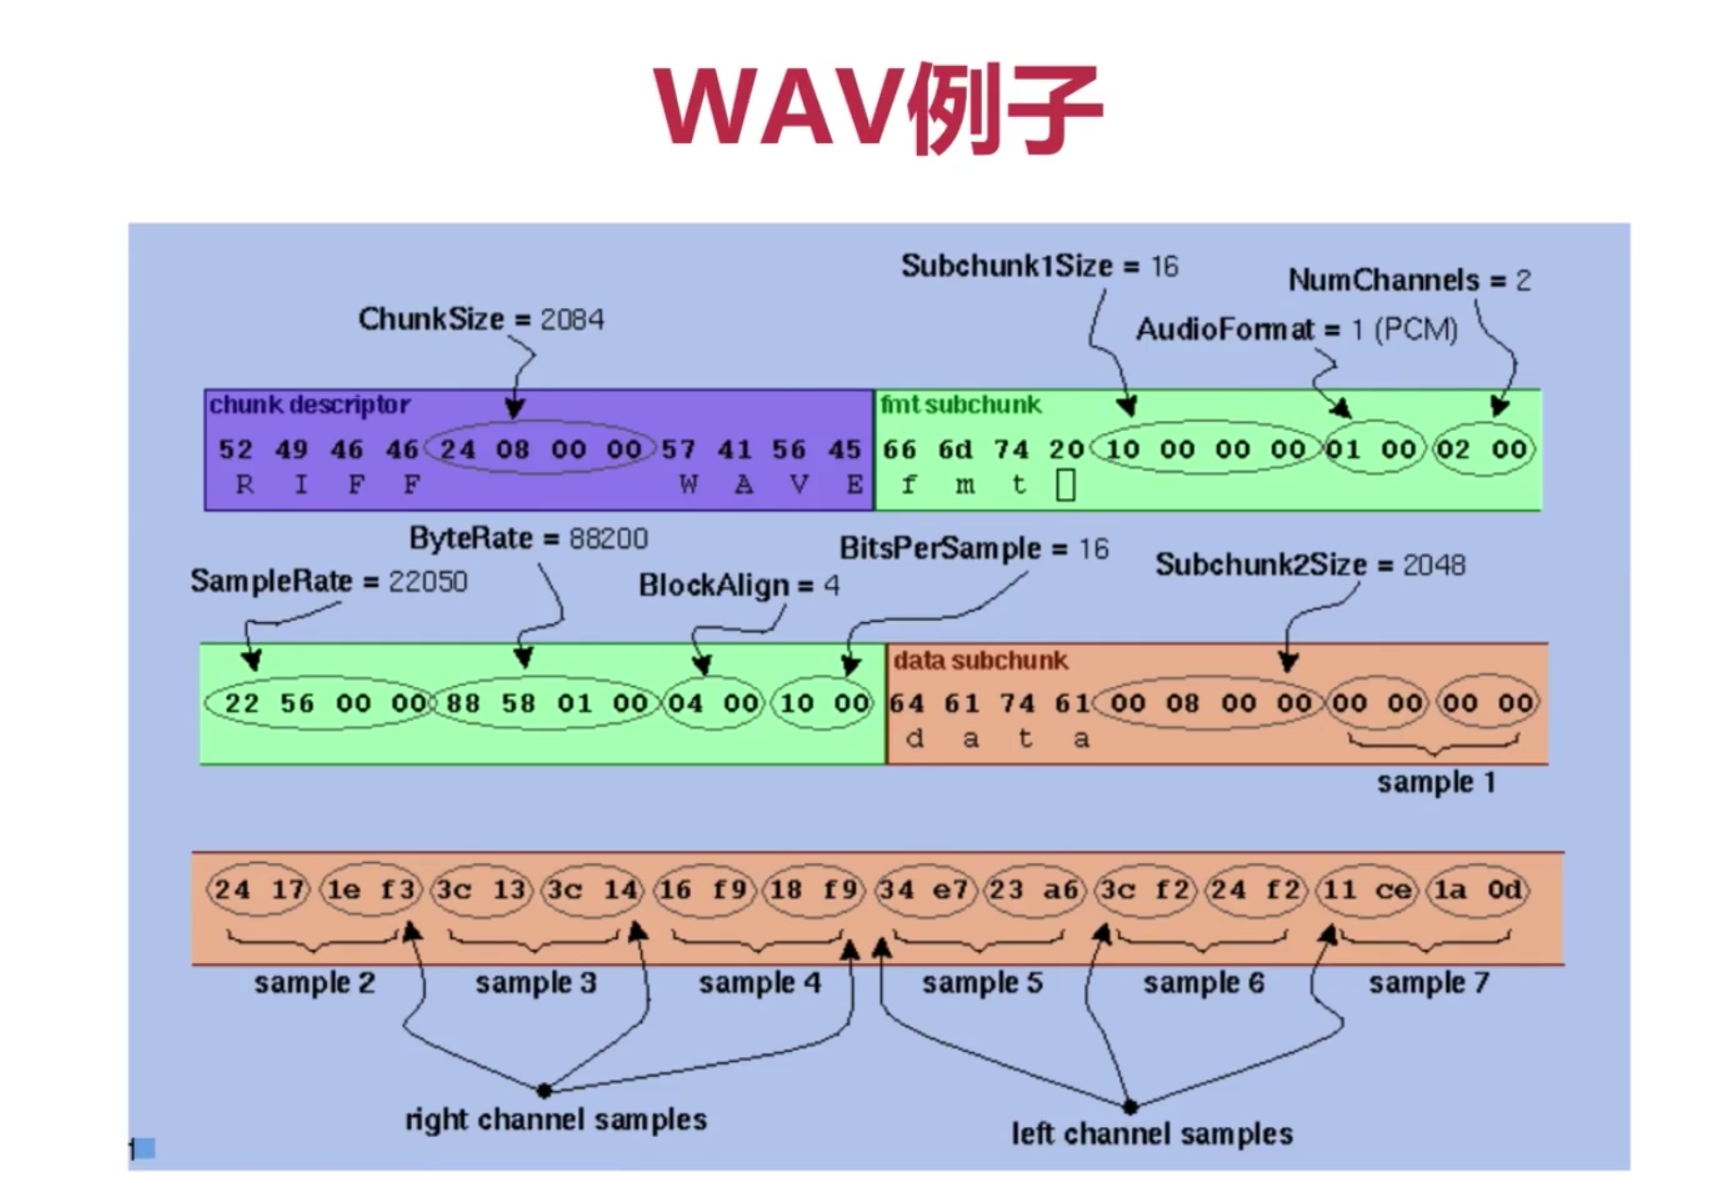 WAV例子
Subchunk1Size = 16
NumChannels = 2
ChunkSize = 2084
AudioFormat = 1 (PCM)
chunk descriptor
fmt subchunk
52 49 46 46 24 08 00 00 57 41 56 45 66 6d 74 20 10 00 00 00 01 00 02 00
R I F F W A V E f m t
ByteRate = 88200
BitsPerSample = 16
SampleRate = 22050
BlockAlign = 4
Subchunk2Size = 2048
data subchunk
22 56 00 00 88 58 01 00 04 00 10 00 64 61 74 61 00 08 00 00 00 00 00 00
d a t a
sample 1
24 17 1e f3 3c 13 3c 14 16 f9 18 f9 34 e7 23 a6 3c f2 24 f2 11 ce 1a 0d
sample 2 sample 3 sample 4 sample 5 sample 6 sample 7
right channel samples
left channel samples